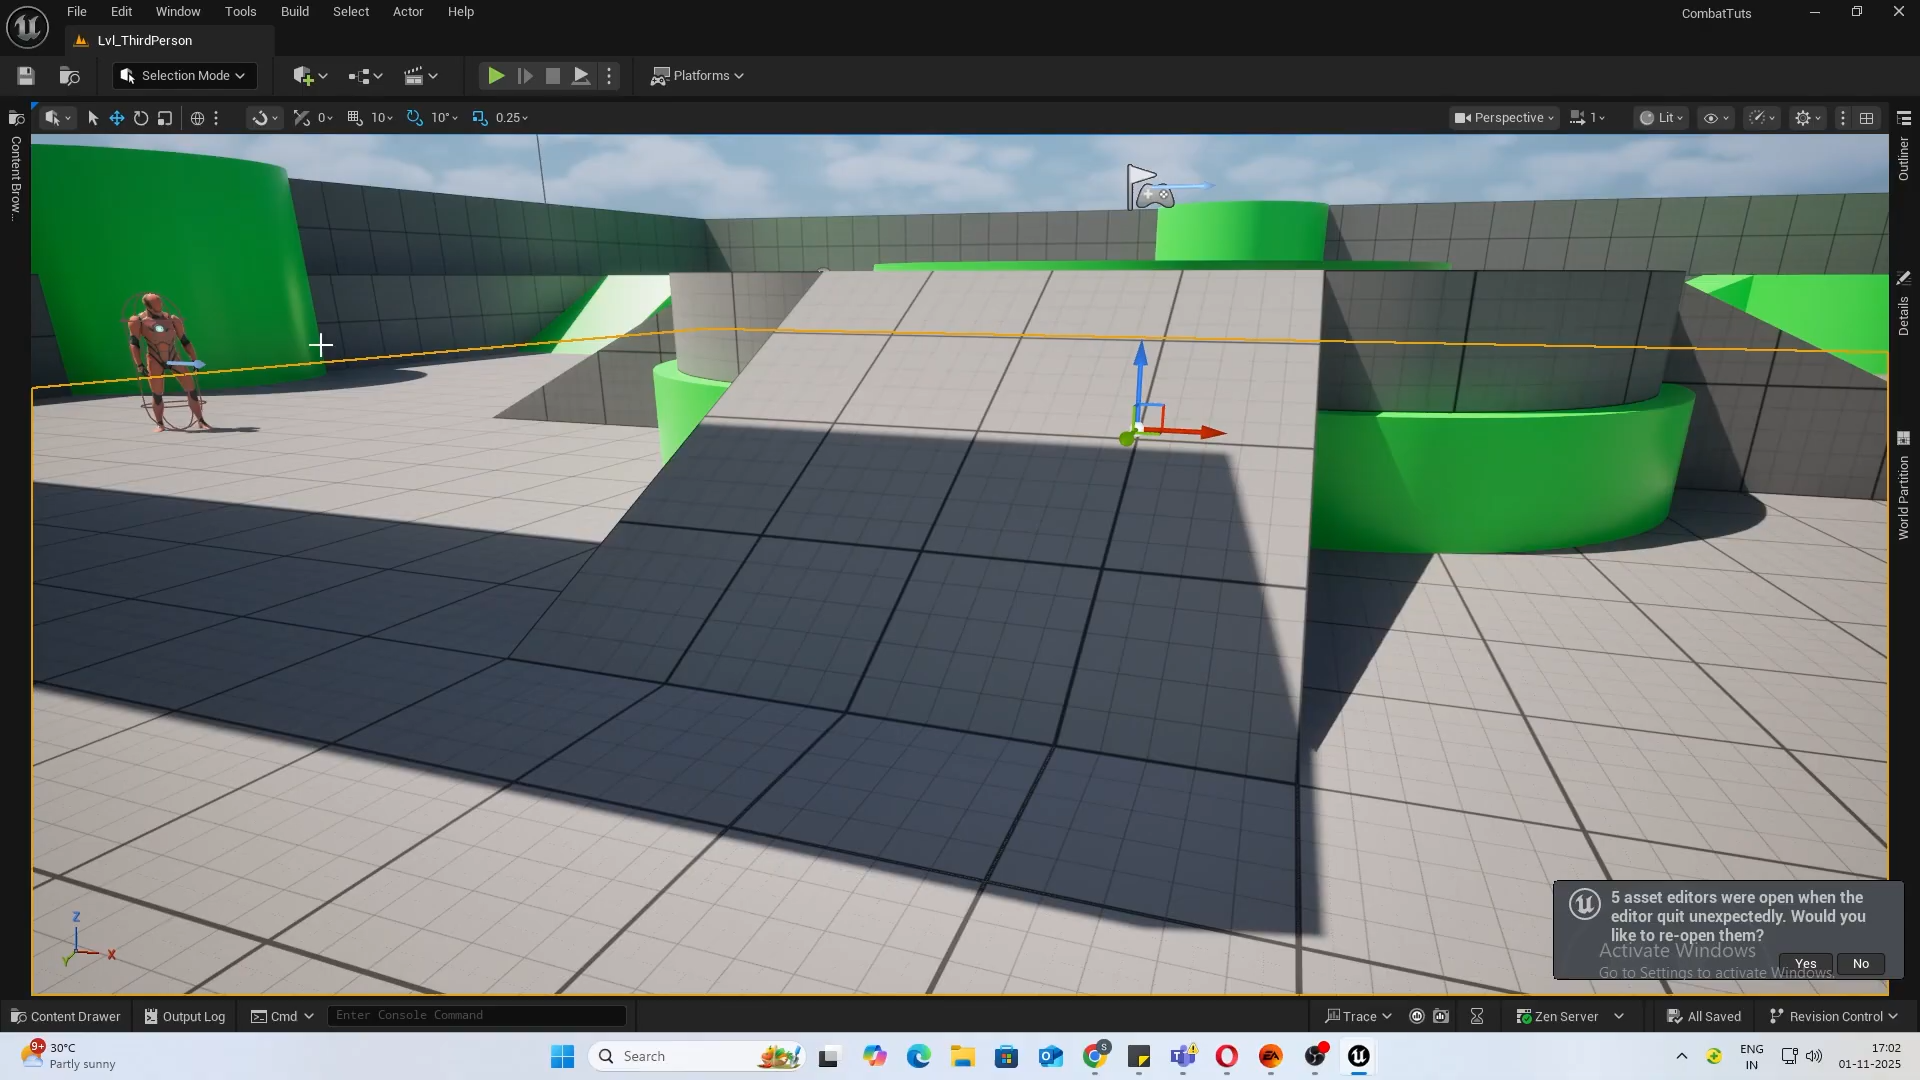 File Edit Window Tools Build Select Actor Help
CombatTuts
Lvl_ThirdPerson
Selection Mode
Platforms
0
10
10°
0.25
Perspective
1
Lit
Content Brow...
Outliner
Details
World Partition
Z
X
Y
5 asset editors were open when the
editor quit unexpectedly. Would you
like to re-open them?
Yes No
Activate Windows
Go to Settings to activate Windows.
Content Drawer Output Log Cmd Enter Console Command Trace Zen Server All Saved Revision Control
9+
30°C
Partly sunny
Search
S
ENG
IN
17:02
01-11-2025